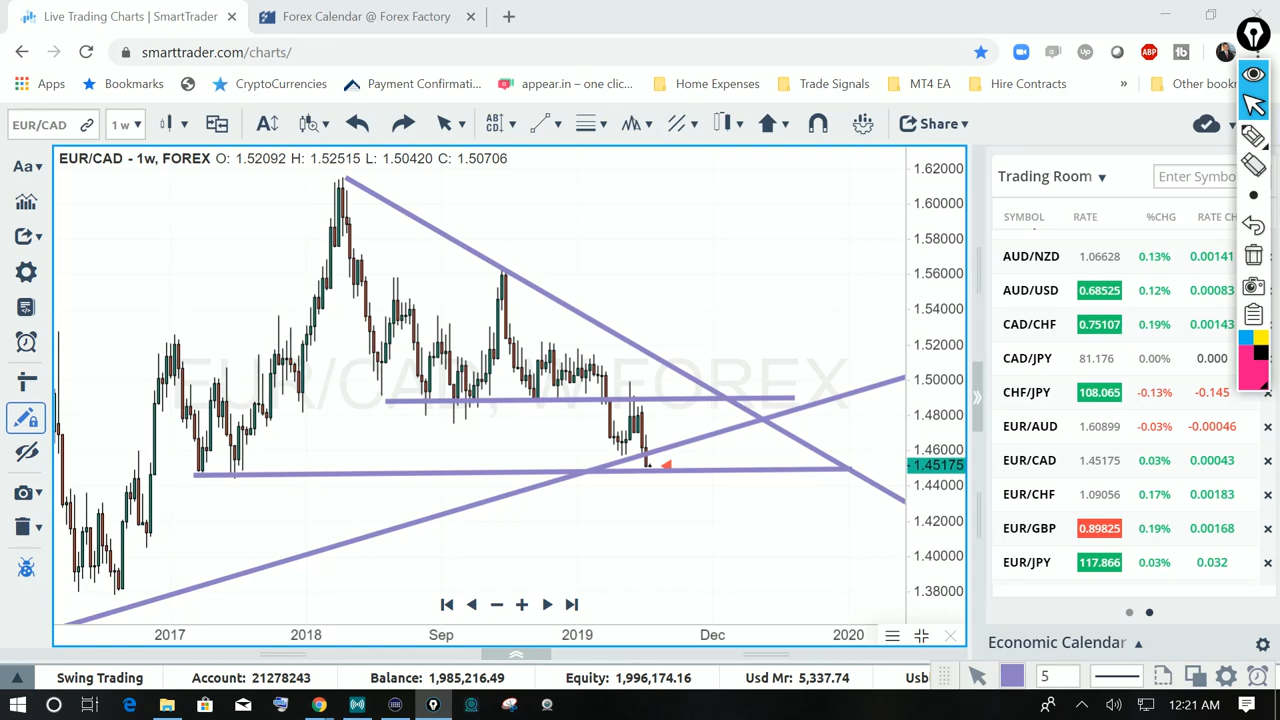 Live Trading Charts | SmartTrader
Forex Calendar @ Forex Factory
smarttrader.com/charts/
Apps Bookmarks CryptoCurrencies Payment Confirmati... appear.in – one clic... Home Expenses Trade Signals MT4 EA Hire Contracts » Other book
EUR/CAD 1 w Share
EUR/CAD - 1w, FOREX O: 1.52092 H: 1.52515 L: 1.50420 C: 1.50706
EUR/CAD, W FOREX
1.62000
1.60000
1.58000
1.56000
1.54000
1.52000
1.50000
1.48000
1.46000
1.45175
1.44000
1.42000
1.40000
1.38000
2017 2018 Sep 2019 Dec 2020
Trading Room Enter Symbo
SYMBOL RATE %CHG RATE CH
AUD/NZD 1.06628 0.13% 0.00141
AUD/USD 0.68525 0.12% 0.00083
CAD/CHF 0.75107 0.19% 0.00143
CAD/JPY 81.176 0.00% 0.000
CHF/JPY 108.065 -0.13% -0.145
EUR/AUD 1.60899 -0.03% -0.00046
EUR/CAD 1.45175 0.03% 0.00043
EUR/CHF 1.09056 0.17% 0.00183
EUR/GBP 0.89825 0.19% 0.00168
EUR/JPY 117.866 0.03% 0.032
Economic Calendar
Swing Trading Account: 21278243 Balance: 1,985,216.49 Equity: 1,996,174.16 Usd Mr: 5,337.74 Usb
5
12:21 AM